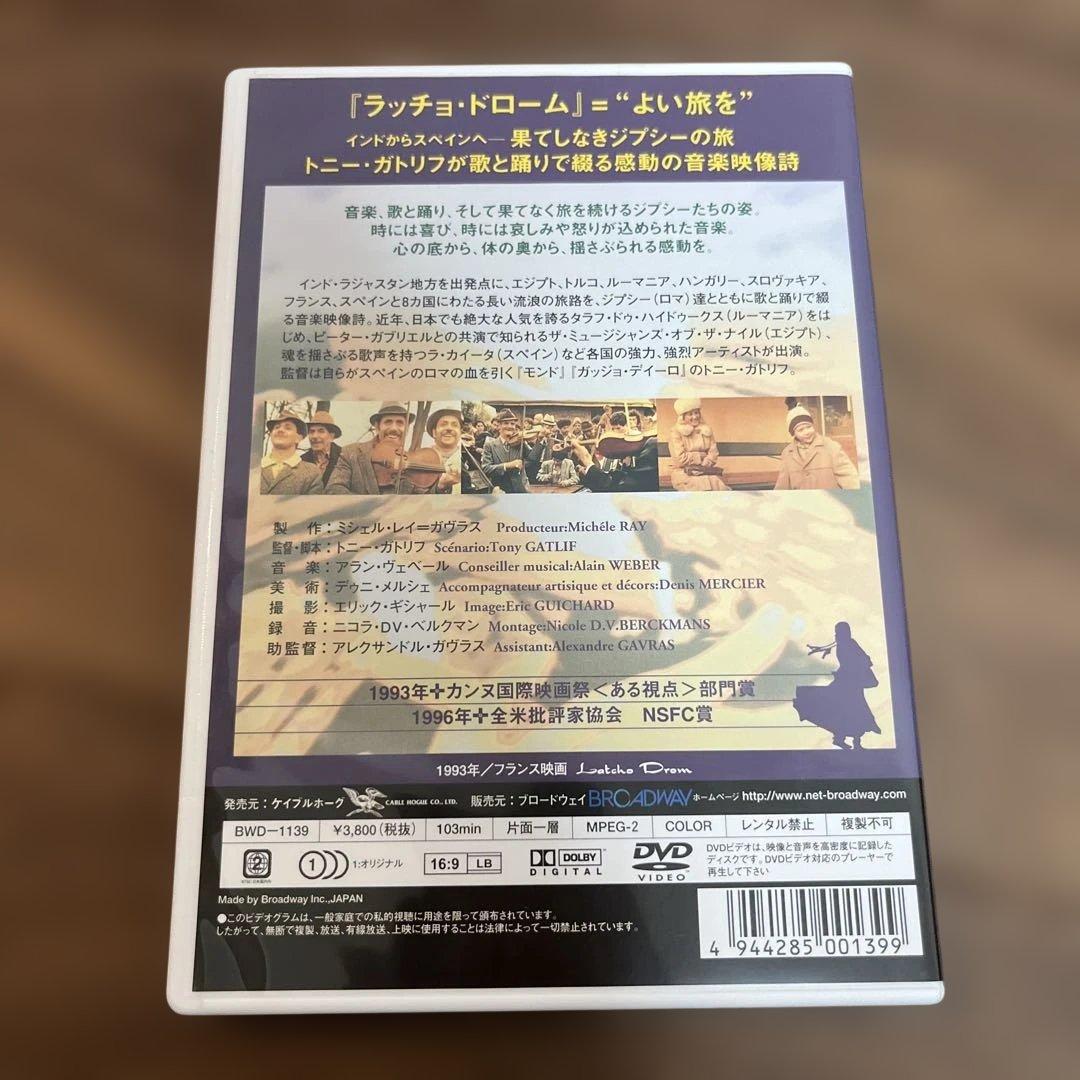 『ラッチョ・ドローム』=“よい旅を”
インドからスペインへ―果てしなきジプシーの旅
トニー・ガトリフが歌と踊りで綴る感動の音楽映像詩
音楽、歌と踊り、そして果てなく旅を続けるジプシーたちの姿。
時には喜び、時には哀しみや怒りが込められた音楽。
心の底から、体の奥から、揺さぶられる感動を。
インド・ラジャスタン地方を出発点に、エジプト、トルコ、ルーマニア、ハンガリー、スロヴァキア、
フランス、スペインと8カ国にわたる長い流浪の旅路を、ジプシー(ロマ)達とともに歌と踊りで綴
る音楽映像詩。近年、日本でも絶大な人気を誇るタラフ・ドゥ・ハイドゥークス(ルーマニア)をは
じめ、ピーター・ガブリエルとの共演で知られるザ・ミュージシャンズ・オブ・ザ・ナイル(エジプト)、
魂を揺さぶる歌声を持つラ・カイータ(スペイン)など各国の強力、強烈アーティストが出演。
監督は自らがスペインのロマの血を引く『モンド』『ガッジョ・ディーロ』のトニー・ガトリフ。
製 作:ミシェル・レイ=ガヴラス Producteur:Michéle RAY
監督・脚本:トニー・ガトリフ Scénario:Tony GATLIF
音 楽:アラン・ヴェベール Conseiller musical:Alain WEBER
美 術:デゥニ・メルシェ Accompagnateur artisique et décors:Denis MERCIER
撮 影:エリック・ギシャール Image:Eric GUICHARD
録 音:ニコラ・DV・ベルクマン Montage:Nicole D.V.BERCKMANS
助監督:アレクサンドル・ガヴラス Assistant:Alexandre GAVRAS
1993年✚カンヌ国際映画祭<ある視点>部門賞
1996年✚全米批評家協会 NSFC賞
1993年/フランス映画 Latcho Drom
発売元:ケイブルホーグ CABLE HOGUE CO., LTD. 販売元:ブロードウェイ BROADWAY ホームページ http://www.net-broadway.com
BWD-1139 ¥3,800(税抜) 103min 片面一層 MPEG-2 COLOR レンタル禁止 複製不可
2 1 1:オリジナル 16:9 LB DOLBY DIGITAL DVD VIDEO DVDビデオは、映像と音声を高密度に記録した
ディスクです。DVDビデオ対応のプレーヤーで
再生して下さい
Made by Broadway Inc.,JAPAN
●このビデオグラムは、一般家庭での私的視聴に用途を限って頒布されています。
したがって、無断で複製、放送、有線放送、上映に使用することは法律によって一切禁止されています。
4 944285 001399